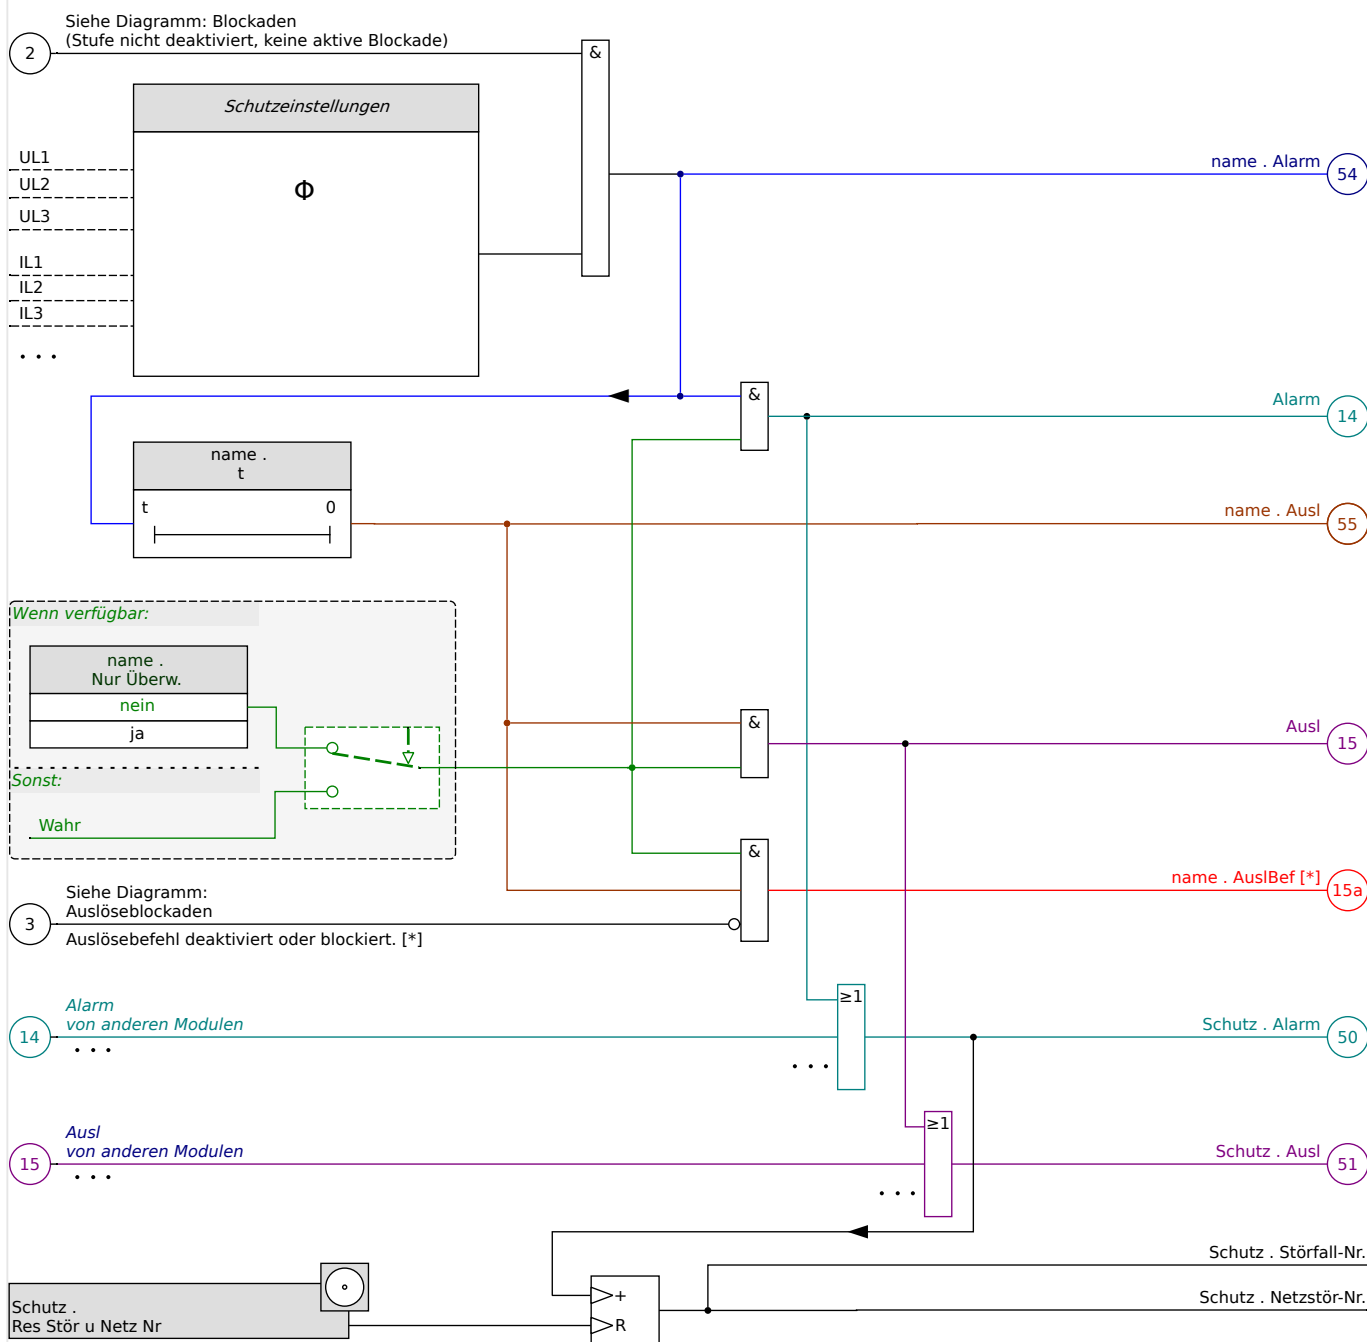 Siehe Diagramm: Blockaden
(Stufe nicht deaktiviert, keine aktive Blockade)
2
&
Schutzeinstellungen
Φ
UL1
UL2
UL3
IL1
IL2
IL3
. . .
name . Alarm
54
&
Alarm
14
name .
t
t 0
name . Ausl
55
Wenn verfügbar:
name .
Nur Überw.
nein
ja
Sonst:
Wahr
&
Ausl
15
&
name . AuslBef [*]
15a
Siehe Diagramm:
Auslöseblockaden
3
Auslösebefehl deaktiviert oder blockiert. [*]
≥1
Alarm
von anderen Modulen
14
. . .
. . .
Schutz . Alarm
50
≥1
Ausl
von anderen Modulen
15
. . .
. . .
Schutz . Ausl
51
Schutz . Störfall-Nr.
Schutz . Netzstör-Nr.
+
R
Schutz .
Res Stör u Netz Nr